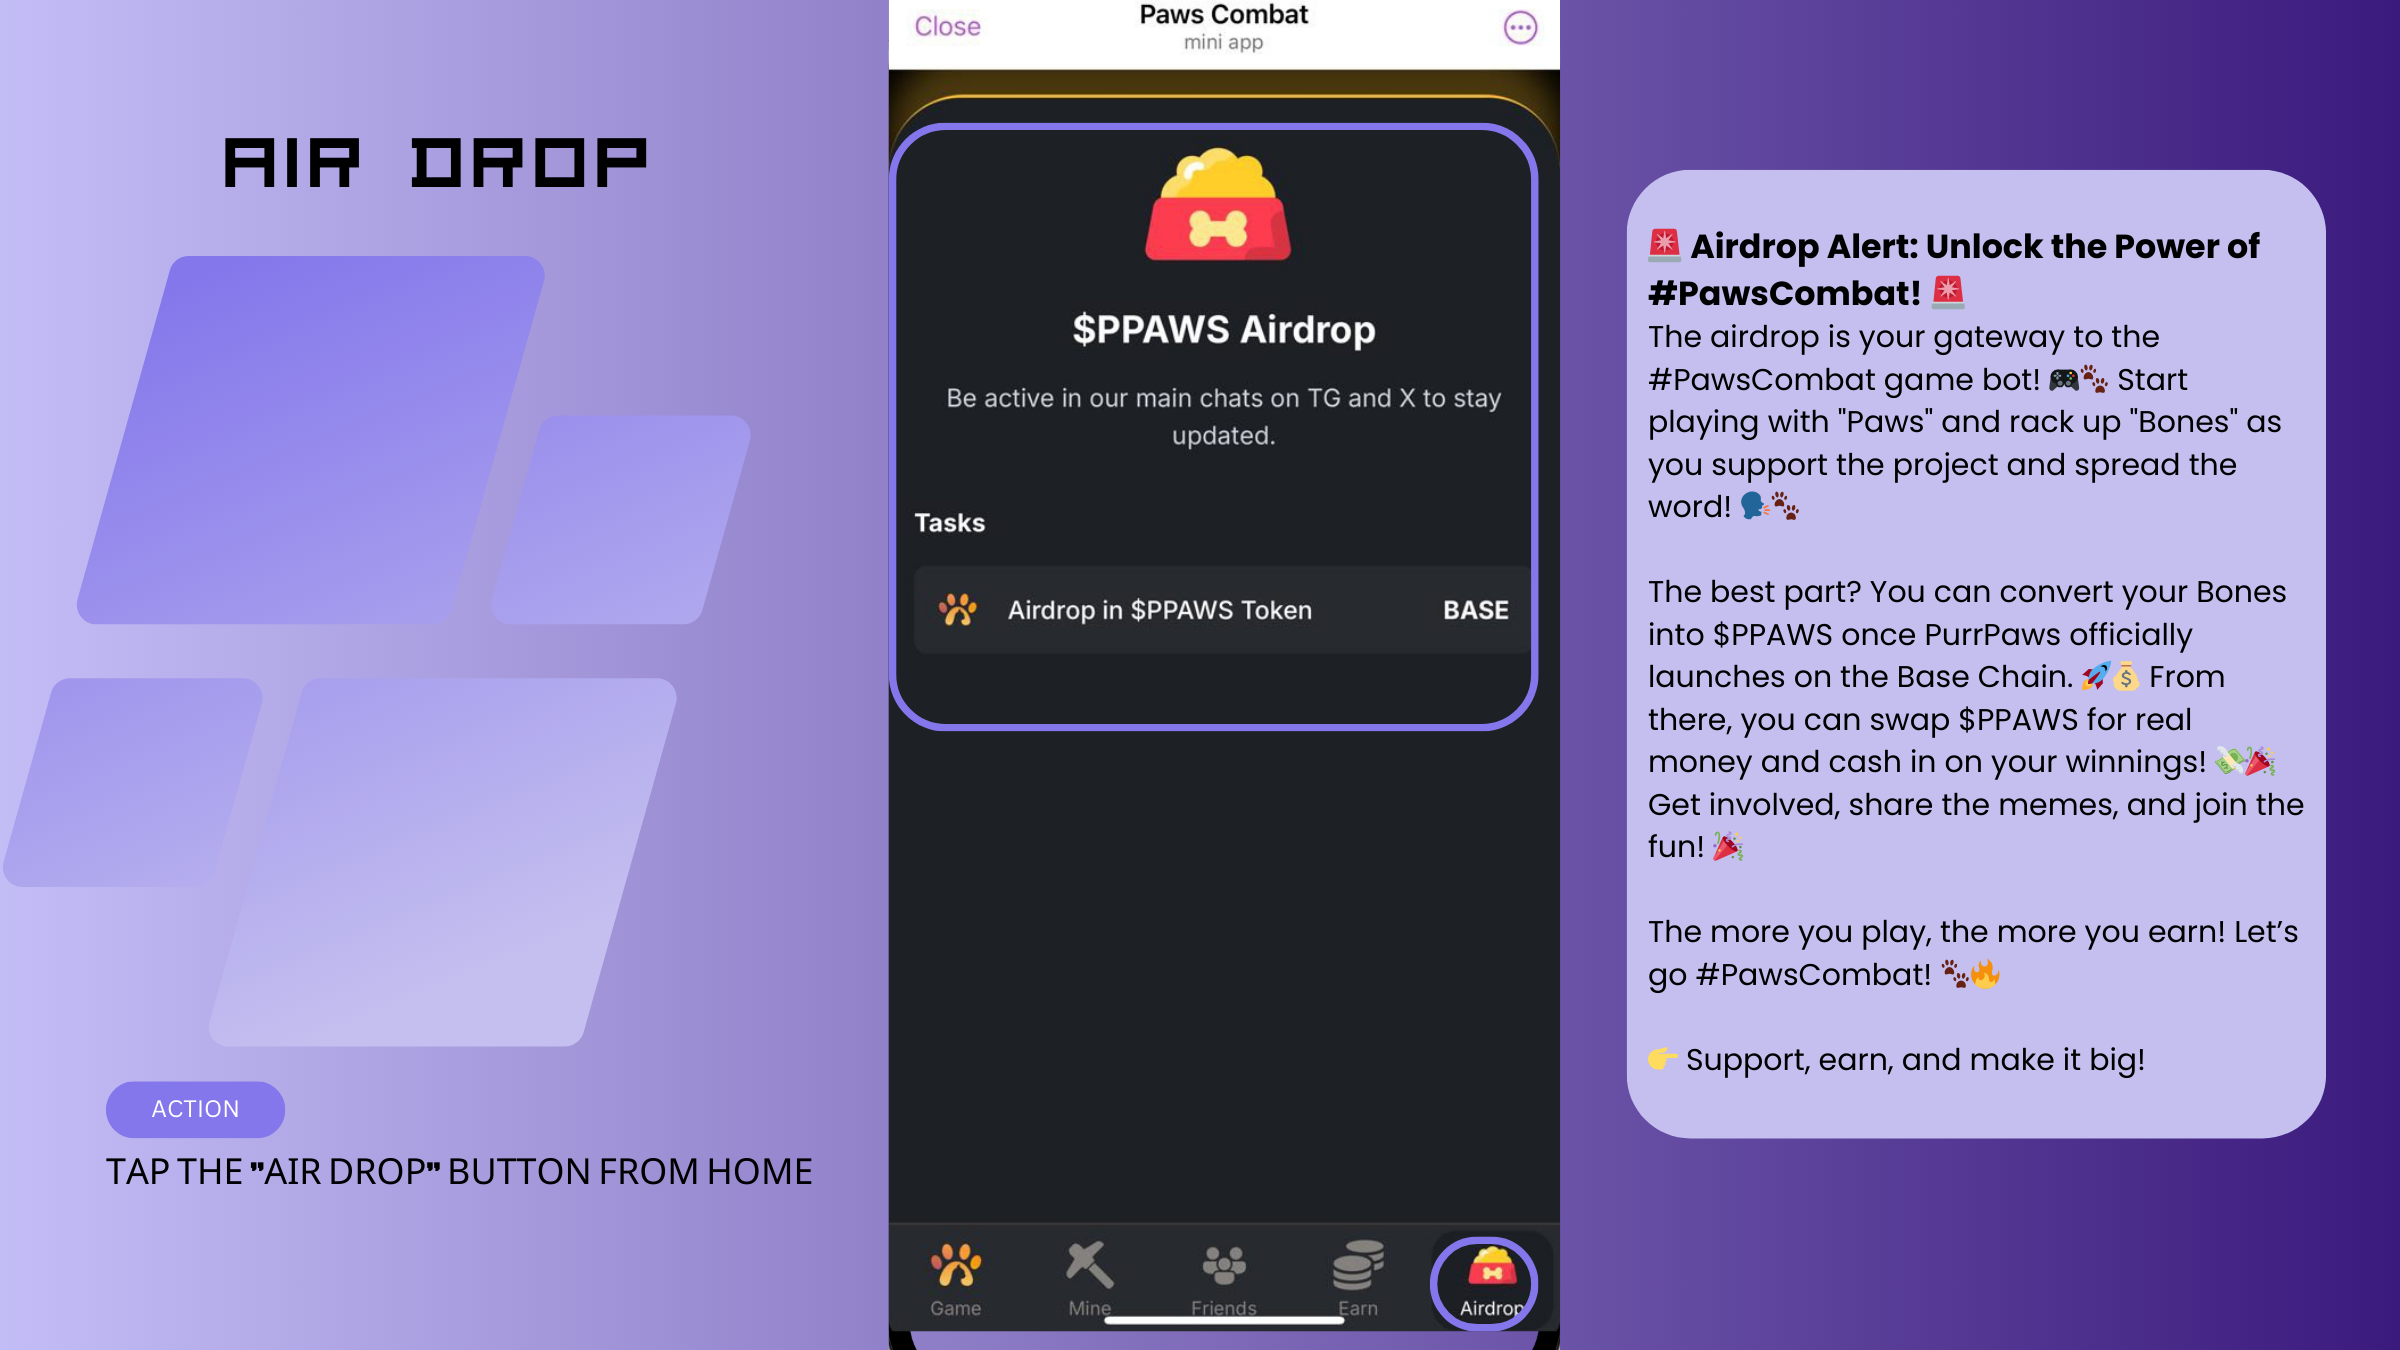 AIR DROP
ACTION
TAP THE "AIR DROP" BUTTON FROM HOME
Close
Paws Combat
mini app
$PPAWS Airdrop
Be active in our main chats on TG and X to stay
updated.
Tasks
Airdrop in $PPAWS Token BASE
Game Mine Friends Earn Airdrop
🚨 Airdrop Alert: Unlock the Power of
#PawsCombat! 🚨
The airdrop is your gateway to the
#PawsCombat game bot! 🎮🐾 Start
playing with "Paws" and rack up "Bones" as
you support the project and spread the
word! 🗣️🐾
The best part? You can convert your Bones
into $PPAWS once PurrPaws officially
launches on the Base Chain. 🚀💰 From
there, you can swap $PPAWS for real
money and cash in on your winnings! 💸🎉
Get involved, share the memes, and join the
fun! 🎉
The more you play, the more you earn! Let’s
go #PawsCombat! 🐾🔥
👉 Support, earn, and make it big!